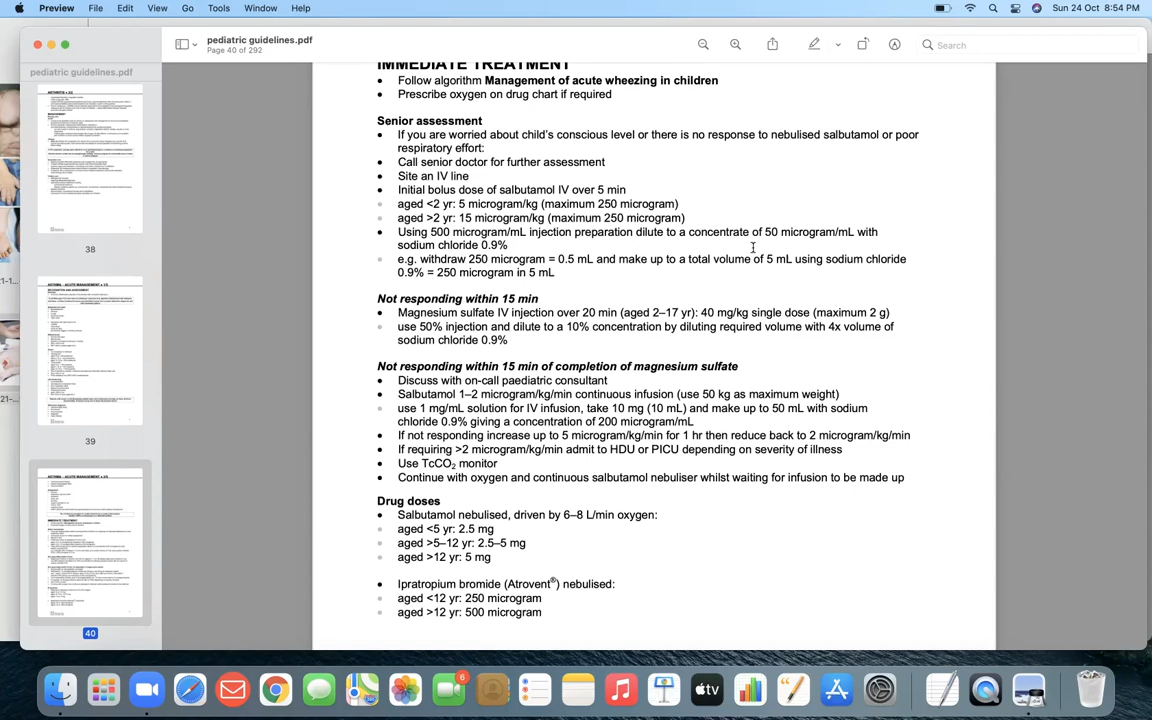 Preview File Edit View Go Tools Window Help Sun 24 Oct 8:54 PM
pediatric guidelines.pdf
Page 40 of 292
Search
pediatric guidelines.pdf
38
39
40
IMMEDIATE TREATMENT
• Follow algorithm Management of acute wheezing in children
• Prescribe oxygen on drug chart if required
Senior assessment
• If you are worried about child's conscious level or there is no response to nebulised salbutamol or poor
respiratory effort:
• Call senior doctor for further assessment
• Site an IV line
• Initial bolus dose of salbutamol IV over 5 min
• aged <2 yr: 5 microgram/kg (maximum 250 microgram)
• aged >2 yr: 15 microgram/kg (maximum 250 microgram)
• Using 500 microgram/mL injection preparation dilute to a concentrate of 50 microgram/mL with
sodium chloride 0.9%
• e.g. withdraw 250 microgram = 0.5 mL and make up to a total volume of 5 mL using sodium chloride
0.9% = 250 microgram in 5 mL
Not responding within 15 min
• Magnesium sulfate IV injection over 20 min (aged 2–17 yr): 40 mg/kg single dose (maximum 2 g)
• use 50% injection and dilute to a 10% concentration by diluting required volume with 4x volume of
sodium chloride 0.9%
Not responding within 15 min of completion of magnesium sulfate
• Discuss with on-call paediatric consultant
• Salbutamol 1–2 microgram/kg/min continuous infusion (use 50 kg as maximum weight)
• use 1 mg/mL solution for IV infusion, take 10 mg (10 mL) and make up to 50 mL with sodium
chloride 0.9% giving a concentration of 200 microgram/mL
• If not responding increase up to 5 microgram/kg/min for 1 hr then reduce back to 2 microgram/kg/min
• If requiring >2 microgram/kg/min admit to HDU or PICU depending on severity of illness
• Use TcCO₂ monitor
• Continue with oxygen and continuous salbutamol nebuliser whilst waiting for infusion to be made up
Drug doses
• Salbutamol nebulised, driven by 6–8 L/min oxygen:
• aged <5 yr: 2.5 mg
• aged >5–12 yr: 2.5–5 mg
• aged >12 yr: 5 mg
• Ipratropium bromide (Atrovent®) nebulised:
• aged <12 yr: 250 microgram
• aged >12 yr: 500 microgram
6
tv